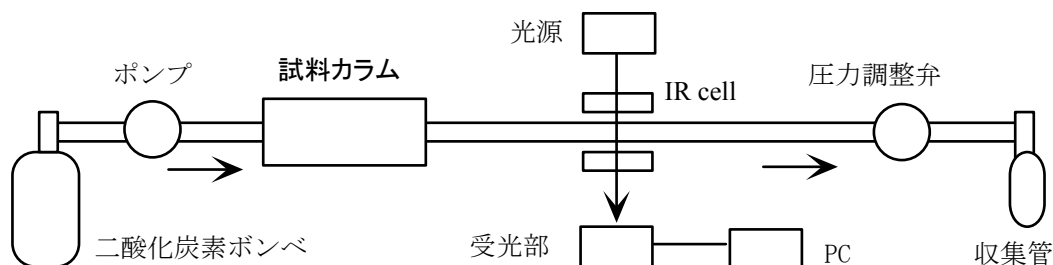 光源
ポンプ
試料カラム
圧力調整弁
IR cell
二酸化炭素ボンベ
受光部
PC
収集管